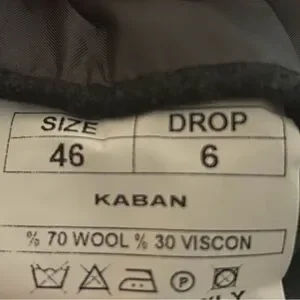 SIZE DROP
46 6
KABAN
% 70 WOOL % 30 VISCON
P